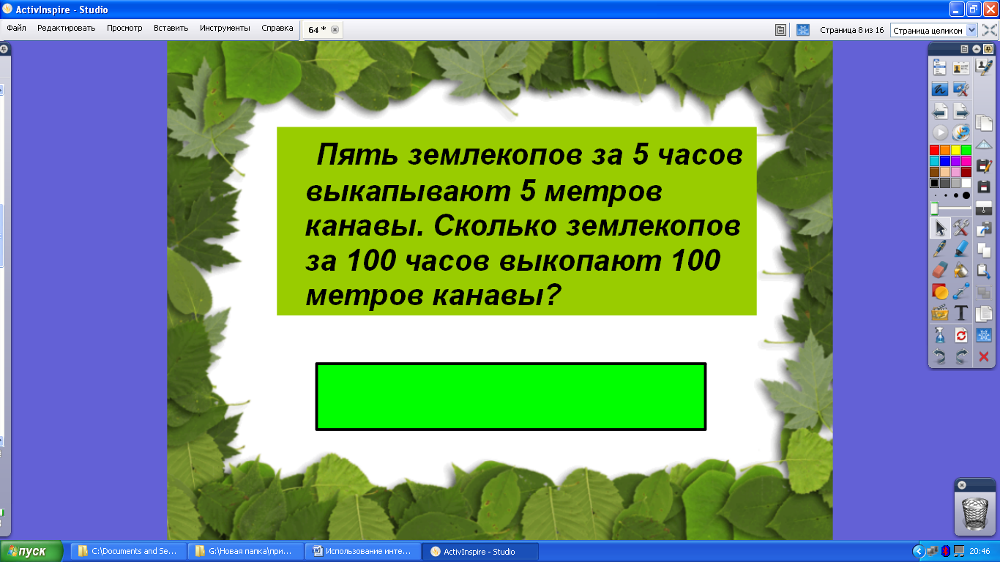 ActivInspire - Studio
Файл Редактировать Просмотр Вставить Инструменты Справка 64 * Страница 8 из 16 Страница целиком
Пять землекопов за 5 часов
выкапывают 5 метров
канавы. Сколько землекопов
за 100 часов выкопают 100
метров канавы?
пуск C:\Documents and Se... G:\Новая папка\при... Использование инте... ActivInspire - Studio 20:46